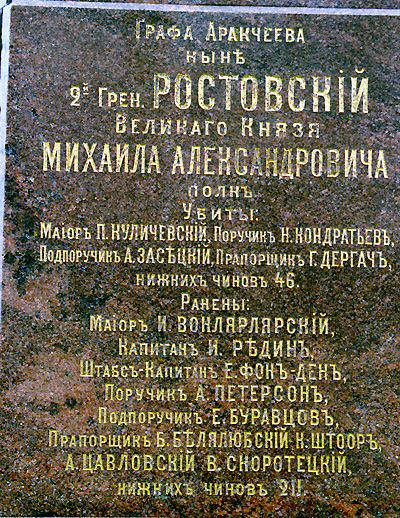 Графа Аракчеева
нынѣ
2й Грен. Ростовскій
Великаго Князя
Михаила Александровича
полкъ
Убиты:
Маіоръ П. Куличевскій, Поручик Н. Кондратьевъ,
Подпоручикъ А. Засѣцкій, Прапорщикъ Г. Дергачъ,
нижнихъ чиновъ 46.
Ранены:
Маіоръ И. Вонлярлярскій,
Капитанъ И. Рѣдинъ,
Штабсъ-Капитанъ Е. Фонъ-Денъ,
Поручикъ А. Петерсонъ,
Подпоручикъ Е. Буравцовъ,
Прапорщикъ Б. Бѣлялюбскій К. Штооръ,
А. Цавловскій В. Скоротецкій,
нижнихъ чиновъ 211.